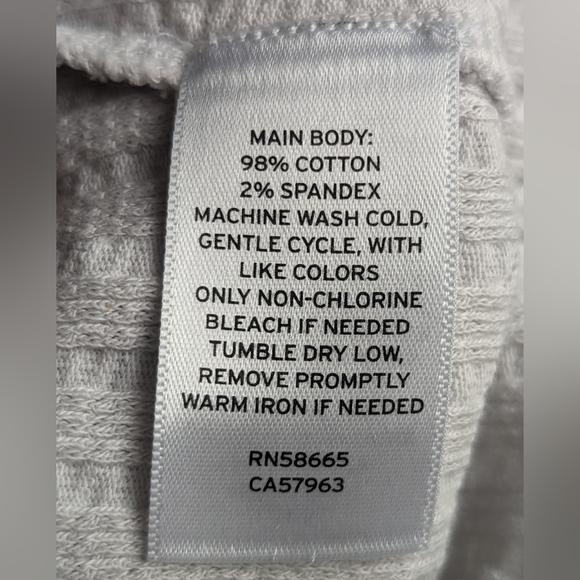 MAIN BODY:
98% COTTON
2% SPANDEX
MACHINE WASH COLD,
GENTLE CYCLE, WITH
LIKE COLORS
ONLY NON-CHLORINE
BLEACH IF NEEDED
TUMBLE DRY LOW,
REMOVE PROMPTLY
WARM IRON IF NEEDED
RN58665
CA57963